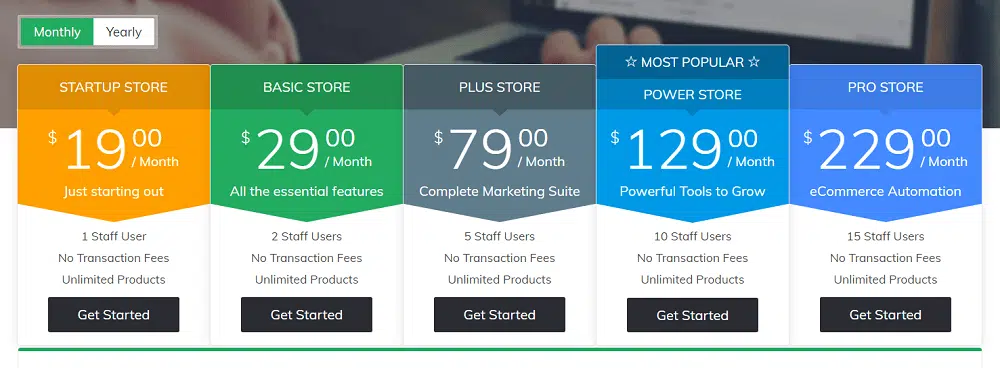 Monthly Yearly
STARTUP STORE
$ 19 00 / Month
Just starting out
1 Staff User
No Transaction Fees
Unlimited Products
Get Started
BASIC STORE
$ 29 00 / Month
All the essential features
2 Staff Users
No Transaction Fees
Unlimited Products
Get Started
PLUS STORE
$ 79 00 / Month
Complete Marketing Suite
5 Staff Users
No Transaction Fees
Unlimited Products
Get Started
☆ MOST POPULAR ☆
POWER STORE
$ 129 00 / Month
Powerful Tools to Grow
10 Staff Users
No Transaction Fees
Unlimited Products
Get Started
PRO STORE
$ 229 00 / Month
eCommerce Automation
15 Staff Users
No Transaction Fees
Unlimited Products
Get Started